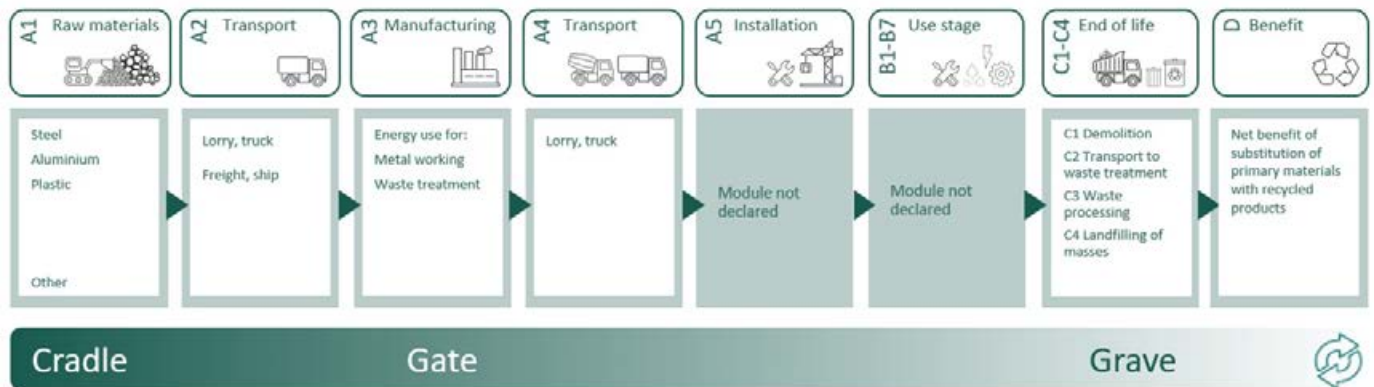 A1 Raw materials
A2 Transport
A3 Manufacturing
A4 Transport
A5 Installation
B1-B7 Use stage
C1-C4 End of life
D Benefit
Steel
Aluminium
Plastic
Other
Lorry, truck
Freight, ship
Energy use for:
Metal working
Waste treatment
Lorry, truck
Module not
declared
Module not
declared
C1 Demolition
C2 Transport to
waste treatment
C3 Waste
processing
C4 Landfilling of
masses
Net benefit of
substitution of
primary materials
with recycled
products
Cradle
Gate
Grave